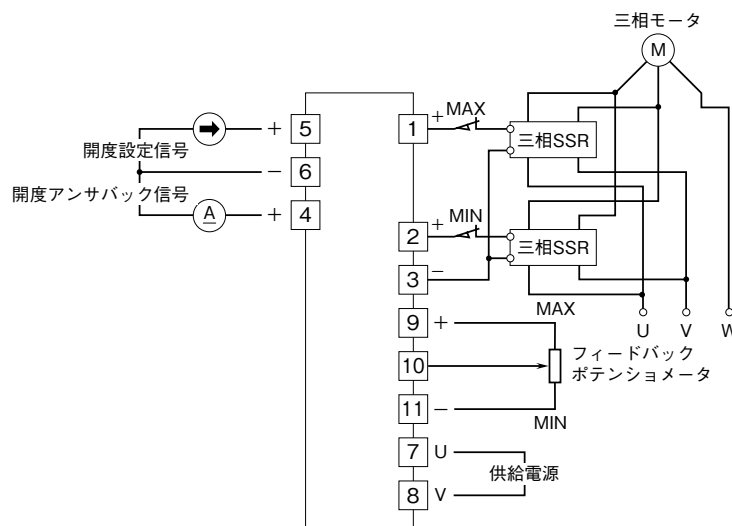 三相モータ
M
+ MAX
1
三相SSR
5 +
開度設定信号
6 −
開度アンサバック信号
A
4 +
+ MIN
2
三相SSR
3 −
MAX
9 +
U V W
フィードバック
ポテンショメータ
10
11 −
MIN
7 U
供給電源
8 V